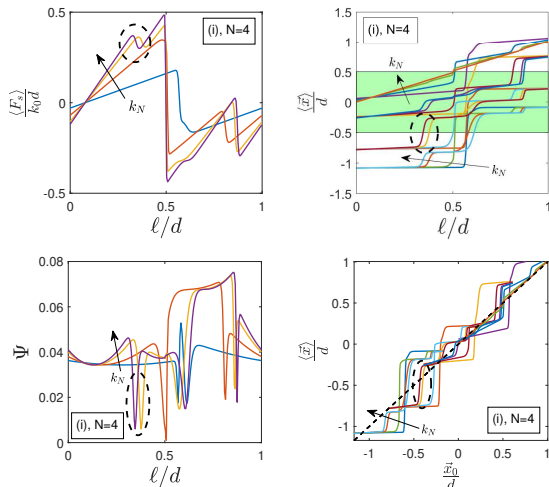 0.5
0
-0.5
⟨F_s⟩/k_0 d
(i), N=4
k_N
0 0.5 1
ℓ/d
1.5
1
0.5
0
-0.5
-1
-1.5
⟨x⃗⟩/d
(i), N=4
k_N
k_N
0 0.5 1
ℓ/d
0.08
0.06
0.04
0.02
0
Ψ
k_N
(i), N=4
0 0.5 1
ℓ/d
1
0.5
0
-0.5
-1
⟨x⃗⟩/d
k_N
(i), N=4
-1 -0.5 0 0.5 1
x⃗_0/d